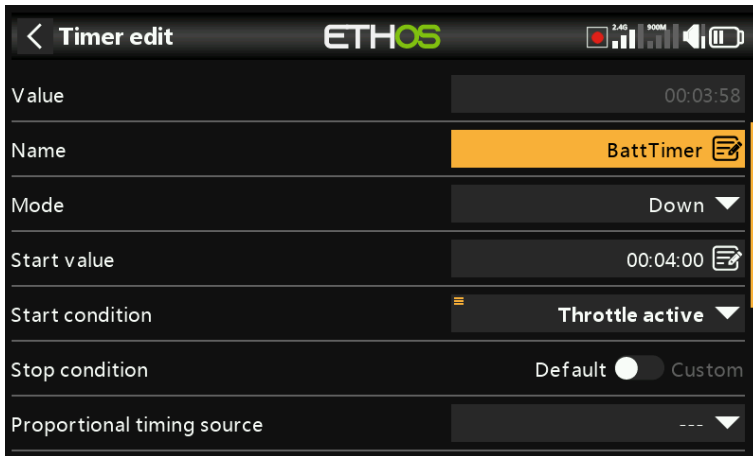 Timer edit ETHOS 2.4G 900M
Value 00:03:58
Name BattTimer
Mode Down
Start value 00:04:00
Start condition Throttle active
Stop condition Default Custom
Proportional timing source ---